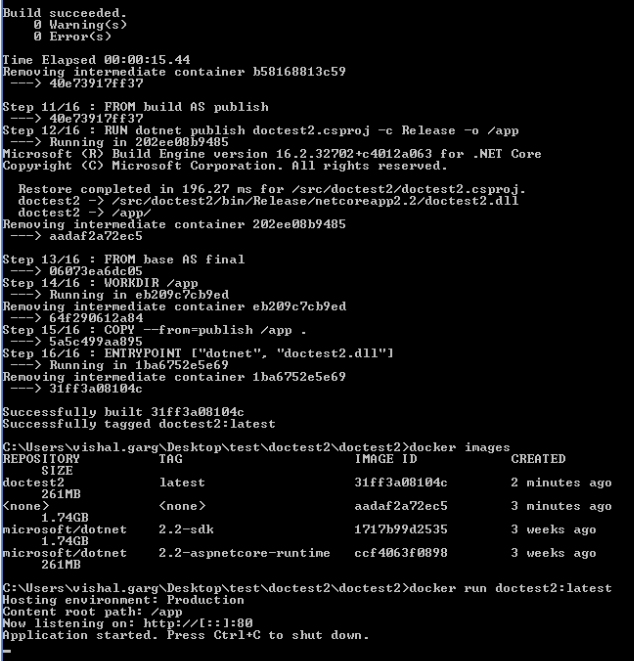 Build succeeded.
    0 Warning(s)
    0 Error(s)

Time Elapsed 00:00:15.44
Removing intermediate container b58168813c59
 ---> 40e73917ff37

Step 11/16 : FROM build AS publish
 ---> 40e73917ff37
Step 12/16 : RUN dotnet publish doctest2.csproj -c Release -o /app
 ---> Running in 202ee08b9485
Microsoft (R) Build Engine version 16.2.32702+c4012a063 for .NET Core
Copyright (C) Microsoft Corporation. All rights reserved.

  Restore completed in 196.27 ms for /src/doctest2/doctest2.csproj.
  doctest2 -> /src/doctest2/bin/Release/netcoreapp2.2/doctest2.dll
  doctest2 -> /app/
Removing intermediate container 202ee08b9485
 ---> aadaf2a72ec5

Step 13/16 : FROM base AS final
 ---> 06073ea6dc05
Step 14/16 : WORKDIR /app
 ---> Running in eb209c7cb9ed
Removing intermediate container eb209c7cb9ed
 ---> 64f290612a84
Step 15/16 : COPY --from=publish /app .
 ---> 5a5c499aa895
Step 16/16 : ENTRYPOINT ["dotnet", "doctest2.dll"]
 ---> Running in 1ba6752e5e69
Removing intermediate container 1ba6752e5e69
 ---> 31ff3a08104c

Successfully built 31ff3a08104c
Successfully tagged doctest2:latest

C:\Users\vishal.garg\Desktop\test\doctest2\doctest2>docker images
REPOSITORY          TAG                      IMAGE ID            CREATED
     SIZE
doctest2            latest                   31ff3a08104c        2 minutes ago
     261MB
<none>              <none>                   aadaf2a72ec5        3 minutes ago
     1.74GB
microsoft/dotnet    2.2-sdk                  1717b99d2535        3 weeks ago
     1.74GB
microsoft/dotnet    2.2-aspnetcore-runtime   ccf4063f0898        3 weeks ago
     261MB

C:\Users\vishal.garg\Desktop\test\doctest2\doctest2>docker run doctest2:latest
Hosting environment: Production
Content root path: /app
Now listening on: http://[::]:80
Application started. Press Ctrl+C to shut down.